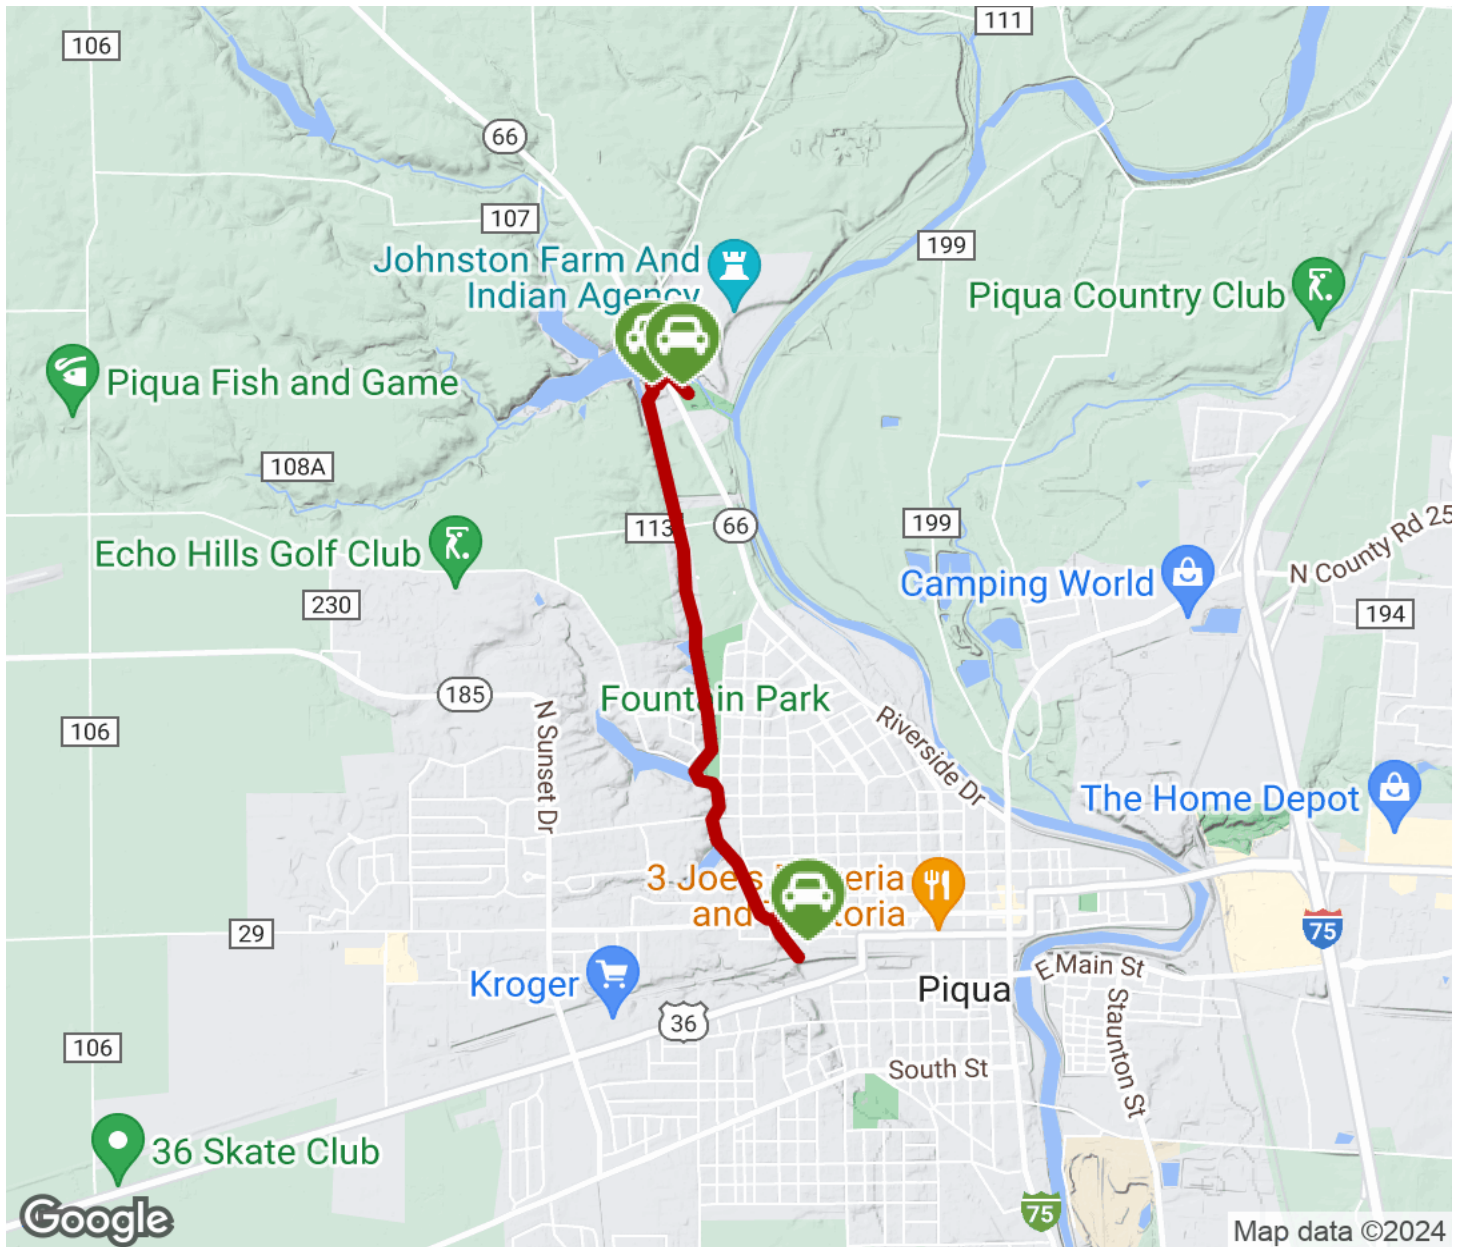 111
106
66
107
199
Johnston Farm And
Indian Agency
Piqua Country Club
Piqua Fish and Game
108A
113
66
199
Echo Hills Golf Club
N County Rd 25
Camping World
230
194
185
Fountain Park
N Sunset Dr
Riverside Dr
106
The Home Depot
3 Joe's
and
29
75
E Main St
Kroger
Piqua
36
Staunton St
106
South St
36 Skate Club
75
Google
Map data ©2024